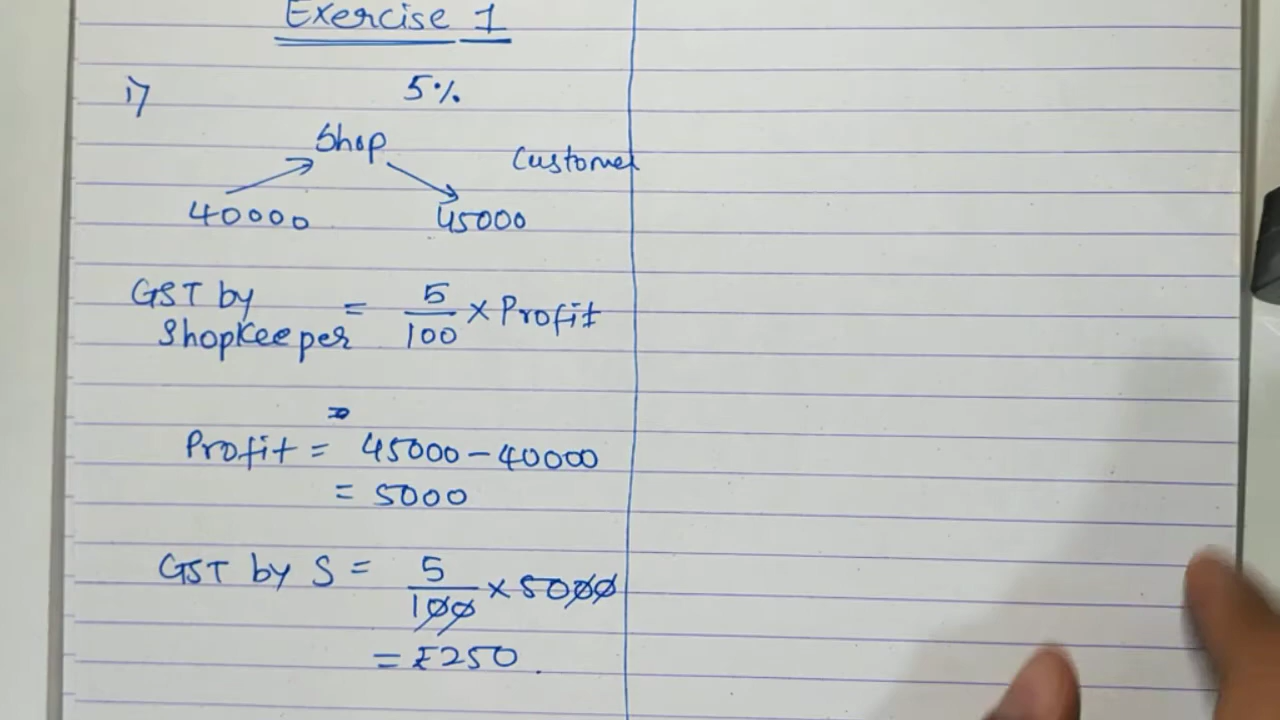 Exercise 1
1) 5%
Shop
Customer
40000 45000
GST by
Shopkeeper = 5/100 × Profit
Profit = 45000 - 40000
= 5000
GST by S = 5/100 × 5000
= ₹250